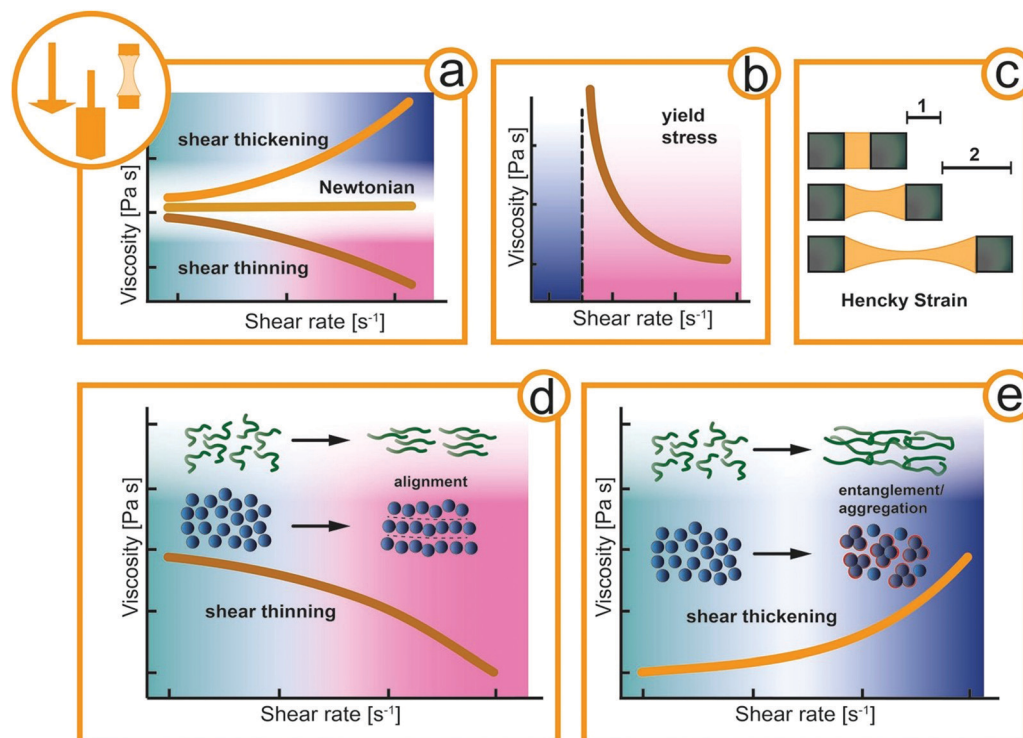 a
shear thickening
Newtonian
shear thinning
Viscosity [Pa s]
Shear rate [s⁻¹]
b
yield
stress
Viscosity [Pa s]
Shear rate [s⁻¹]
c
1
2
Hencky Strain
d
alignment
shear thinning
Viscosity [Pa s]
Shear rate [s⁻¹]
e
entanglement/
aggregation
shear thickening
Viscosity [Pa s]
Shear rate [s⁻¹]